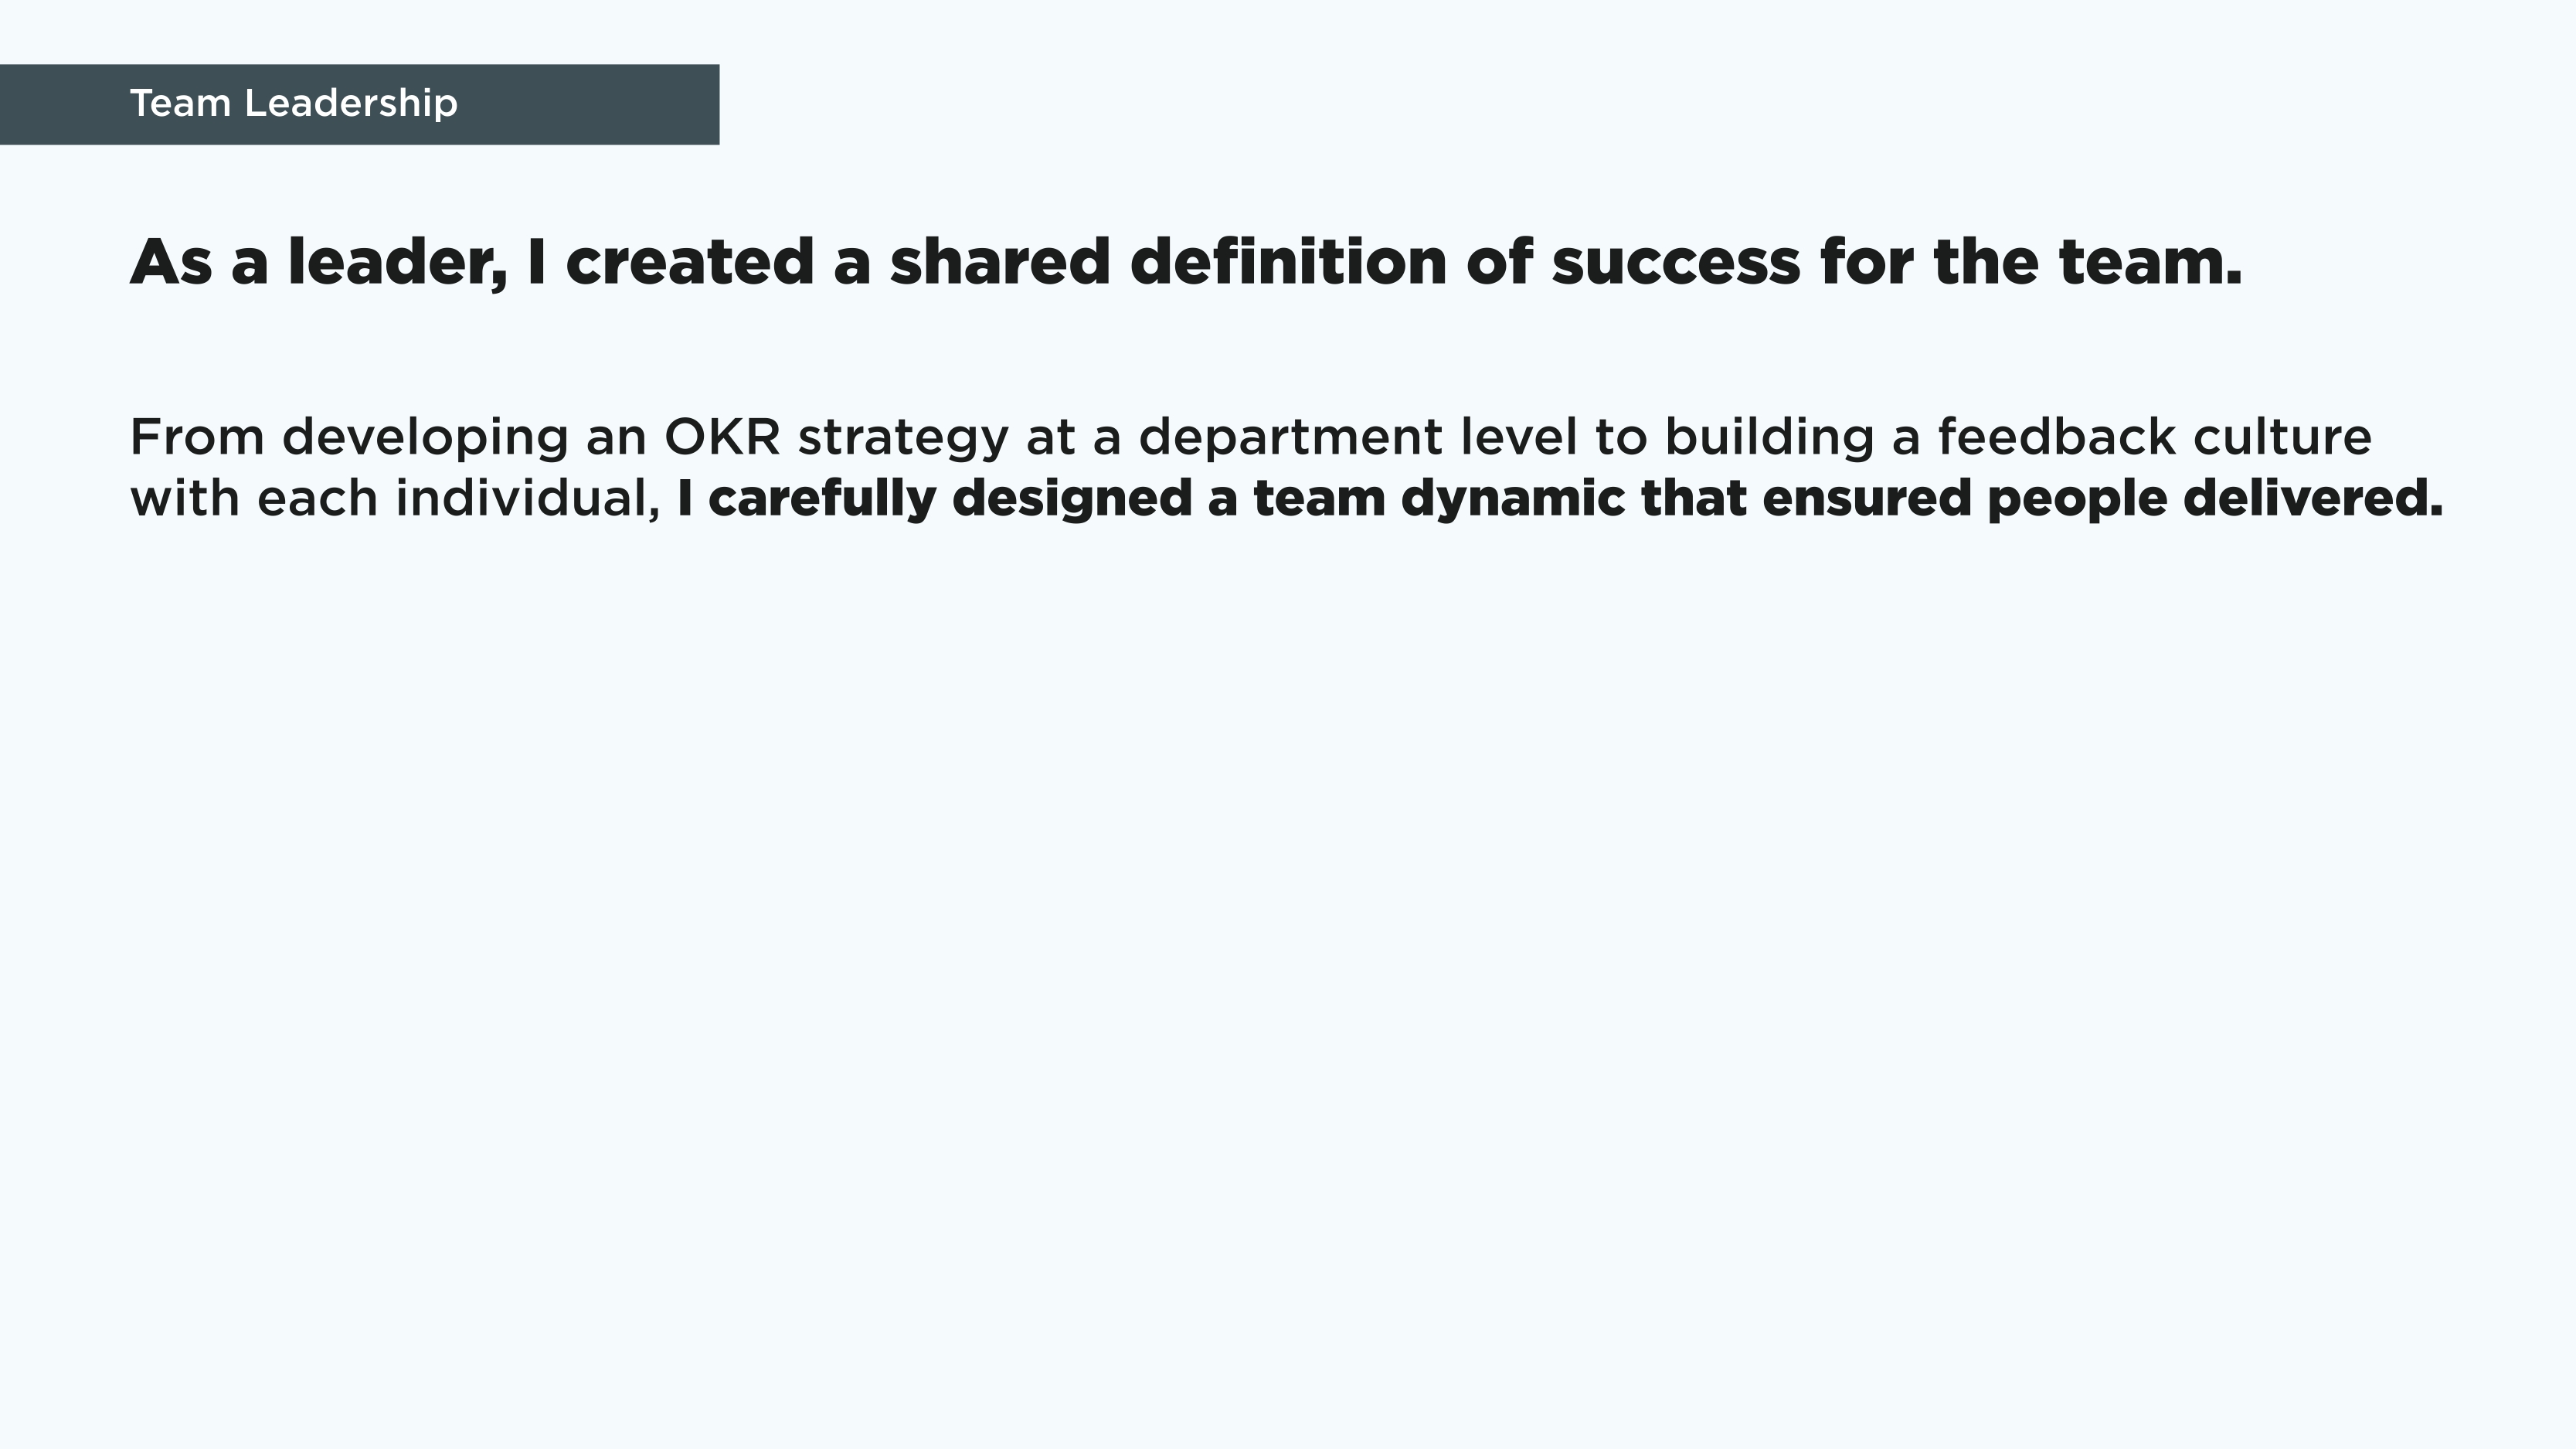 Team Leadership
As a leader, I created a shared definition of success for the team.
From developing an OKR strategy at a department level to building a feedback culture
with each individual, I carefully designed a team dynamic that ensured people delivered.